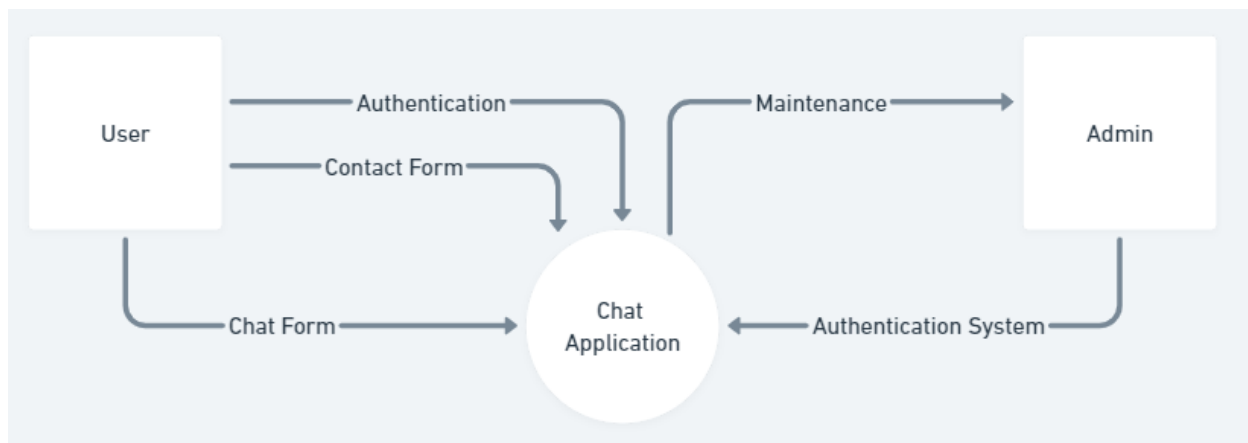 User
Authentication
Contact Form
Chat Form
Chat
Application
Maintenance
Admin
Authentication System